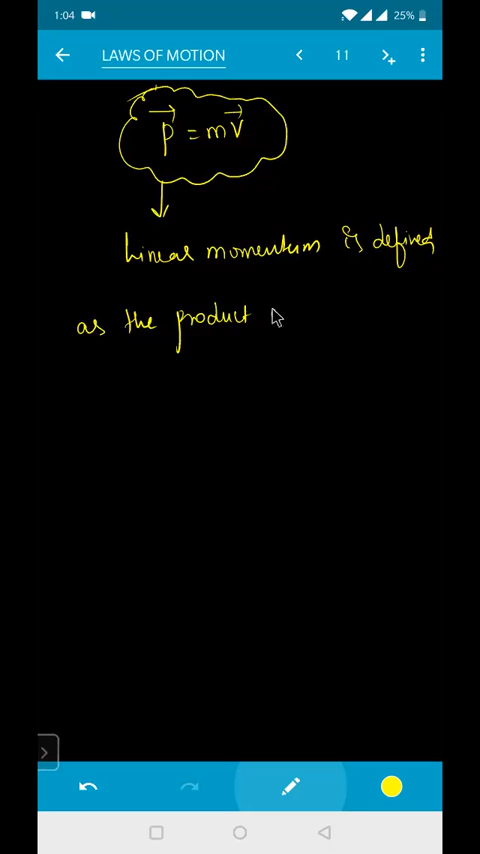 1:04 25%
LAWS OF MOTION 11
p = mv
Linear momentum is defined
as the product